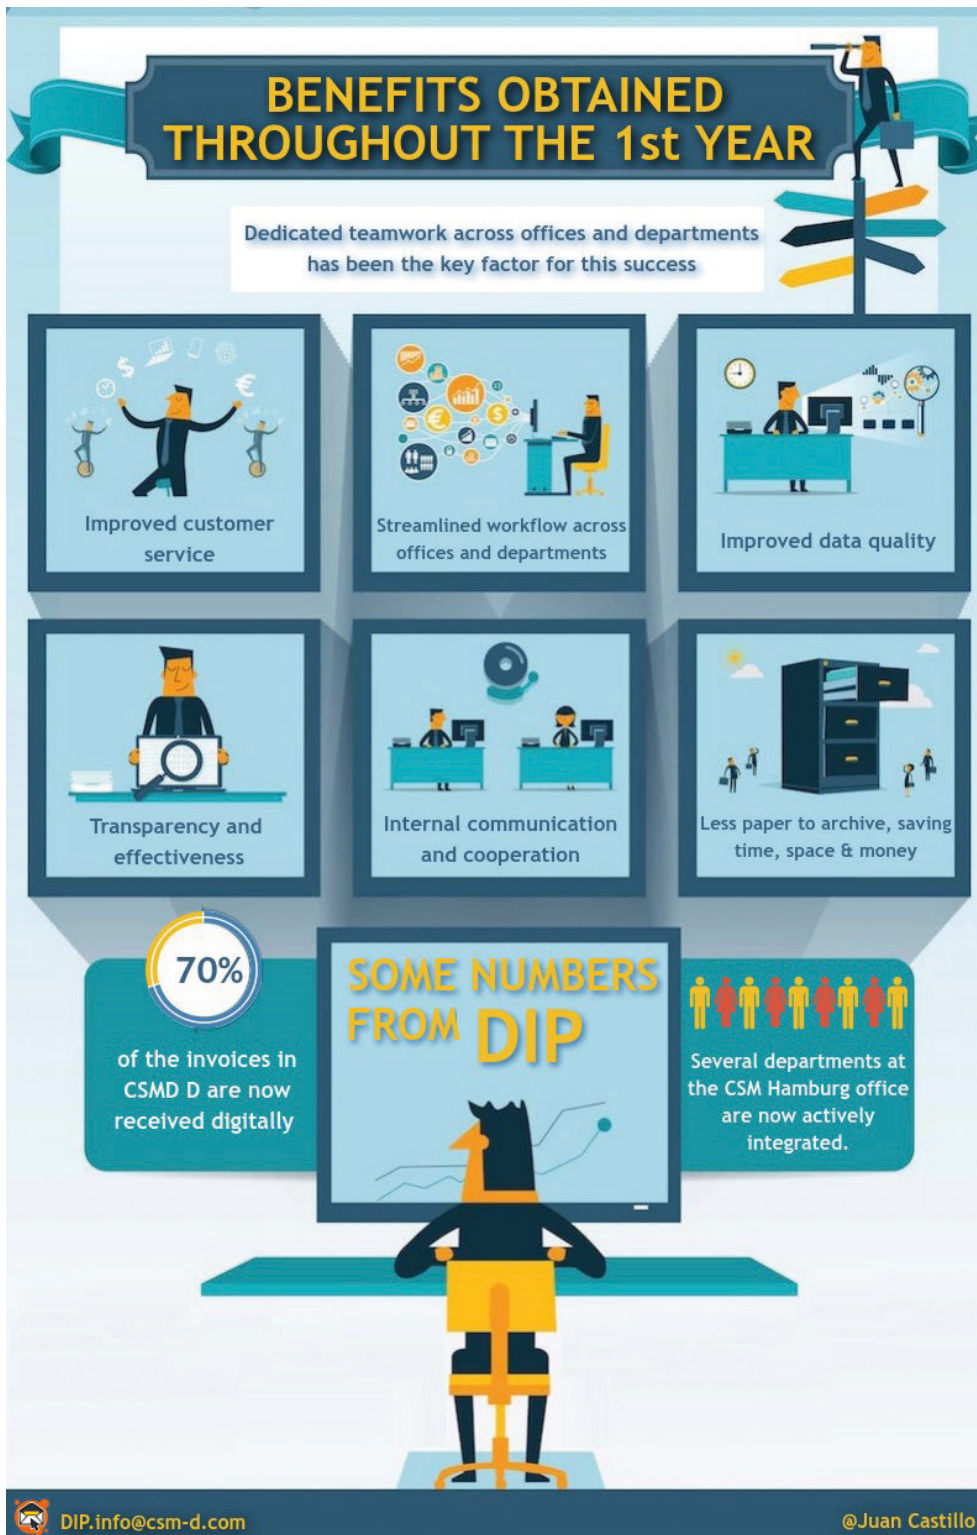 BENEFITS OBTAINED
THROUGHOUT THE 1st YEAR
Dedicated teamwork across offices and departments
has been the key factor for this success
Improved customer
service
Streamlined workflow across
offices and departments
Improved data quality
Transparency and
effectiveness
Internal communication
and cooperation
Less paper to archive, saving
time, space & money
70%
of the invoices in
CSMD D are now
received digitally
SOME NUMBERS
FROM DIP
Several departments at
the CSM Hamburg office
are now actively
integrated.
DIP.info@csm-d.com
@Juan Castillo